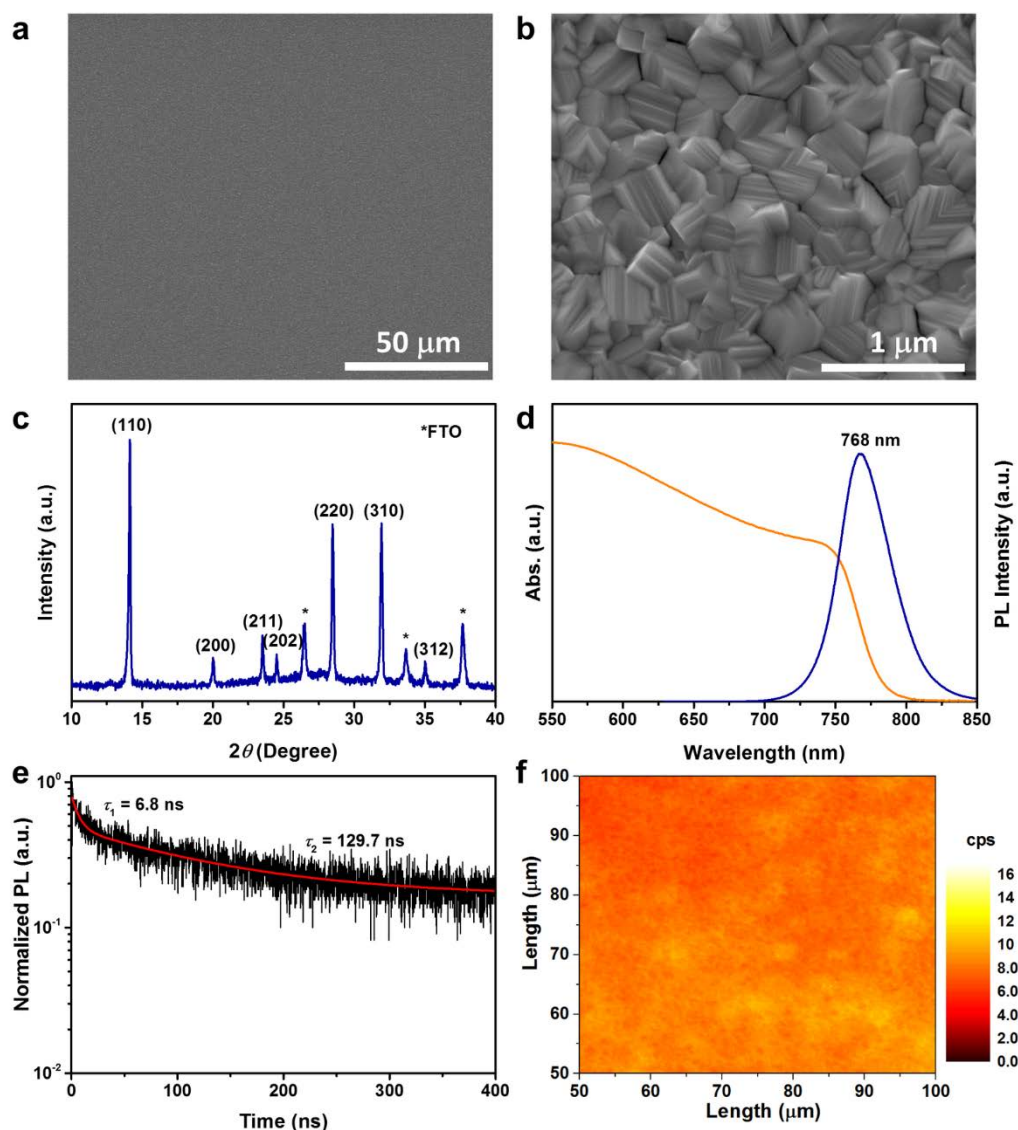 a
50 μm
b
1 μm
c
(110)
*FTO
(220) (310)
(211)
(202)
(200)
(312)
* * *
Intensity (a.u.)
10 15 20 25 30 35 40
2θ (Degree)
d
768 nm
Abs. (a.u.)
PL Intensity (a.u.)
550 600 650 700 750 800 850
Wavelength (nm)
e
10⁰
10⁻¹
10⁻²
τ₁ = 6.8 ns
τ₂ = 129.7 ns
Normalized PL (a.u.)
0 100 200 300 400
Time (ns)
f
100
90
80
70
60
50
Length (μm)
50 60 70 80 90 100
Length (μm)
cps
16
14
12
10
8.0
6.0
4.0
2.0
0.0